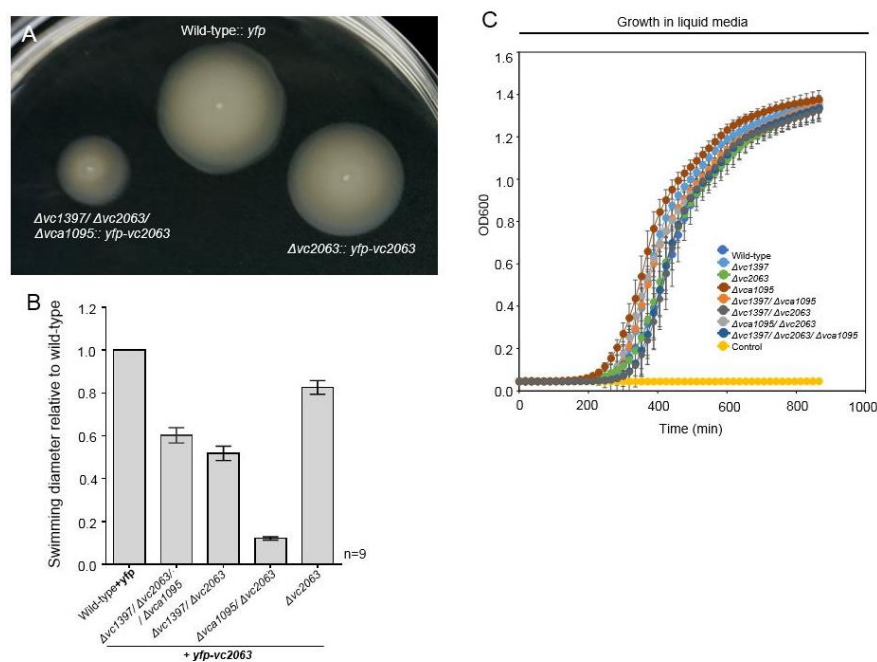 A
Wild-type:: yfp
Δvc1397/ Δvc2063/
Δvca1095:: yfp-vc2063
Δvc2063:: yfp-vc2063
B
Swimming diameter relative to wild-type
1.2
1.0
0.8
0.6
0.4
0.2
0.0
n=9
Wild-type+yfp
Δvc1397/ Δvc2063/
/ Δvca1095
Δvc1397/ Δvc2063
Δvca1095/ Δvc2063
Δvc2063
+ yfp-vc2063
C
Growth in liquid media
OD600
1.6
1.4
1.2
1.0
0.8
0.6
0.4
0.2
0.0
Wild-type
Δvc1397
Δvc2063
Δvca1095
Δvc1397/ Δvca1095
Δvc1397/ Δvc2063
Δvca1095/ Δvc2063
Δvc1397/ Δvc2063/ Δvca1095
Control
0 200 400 600 800 1000
Time (min)